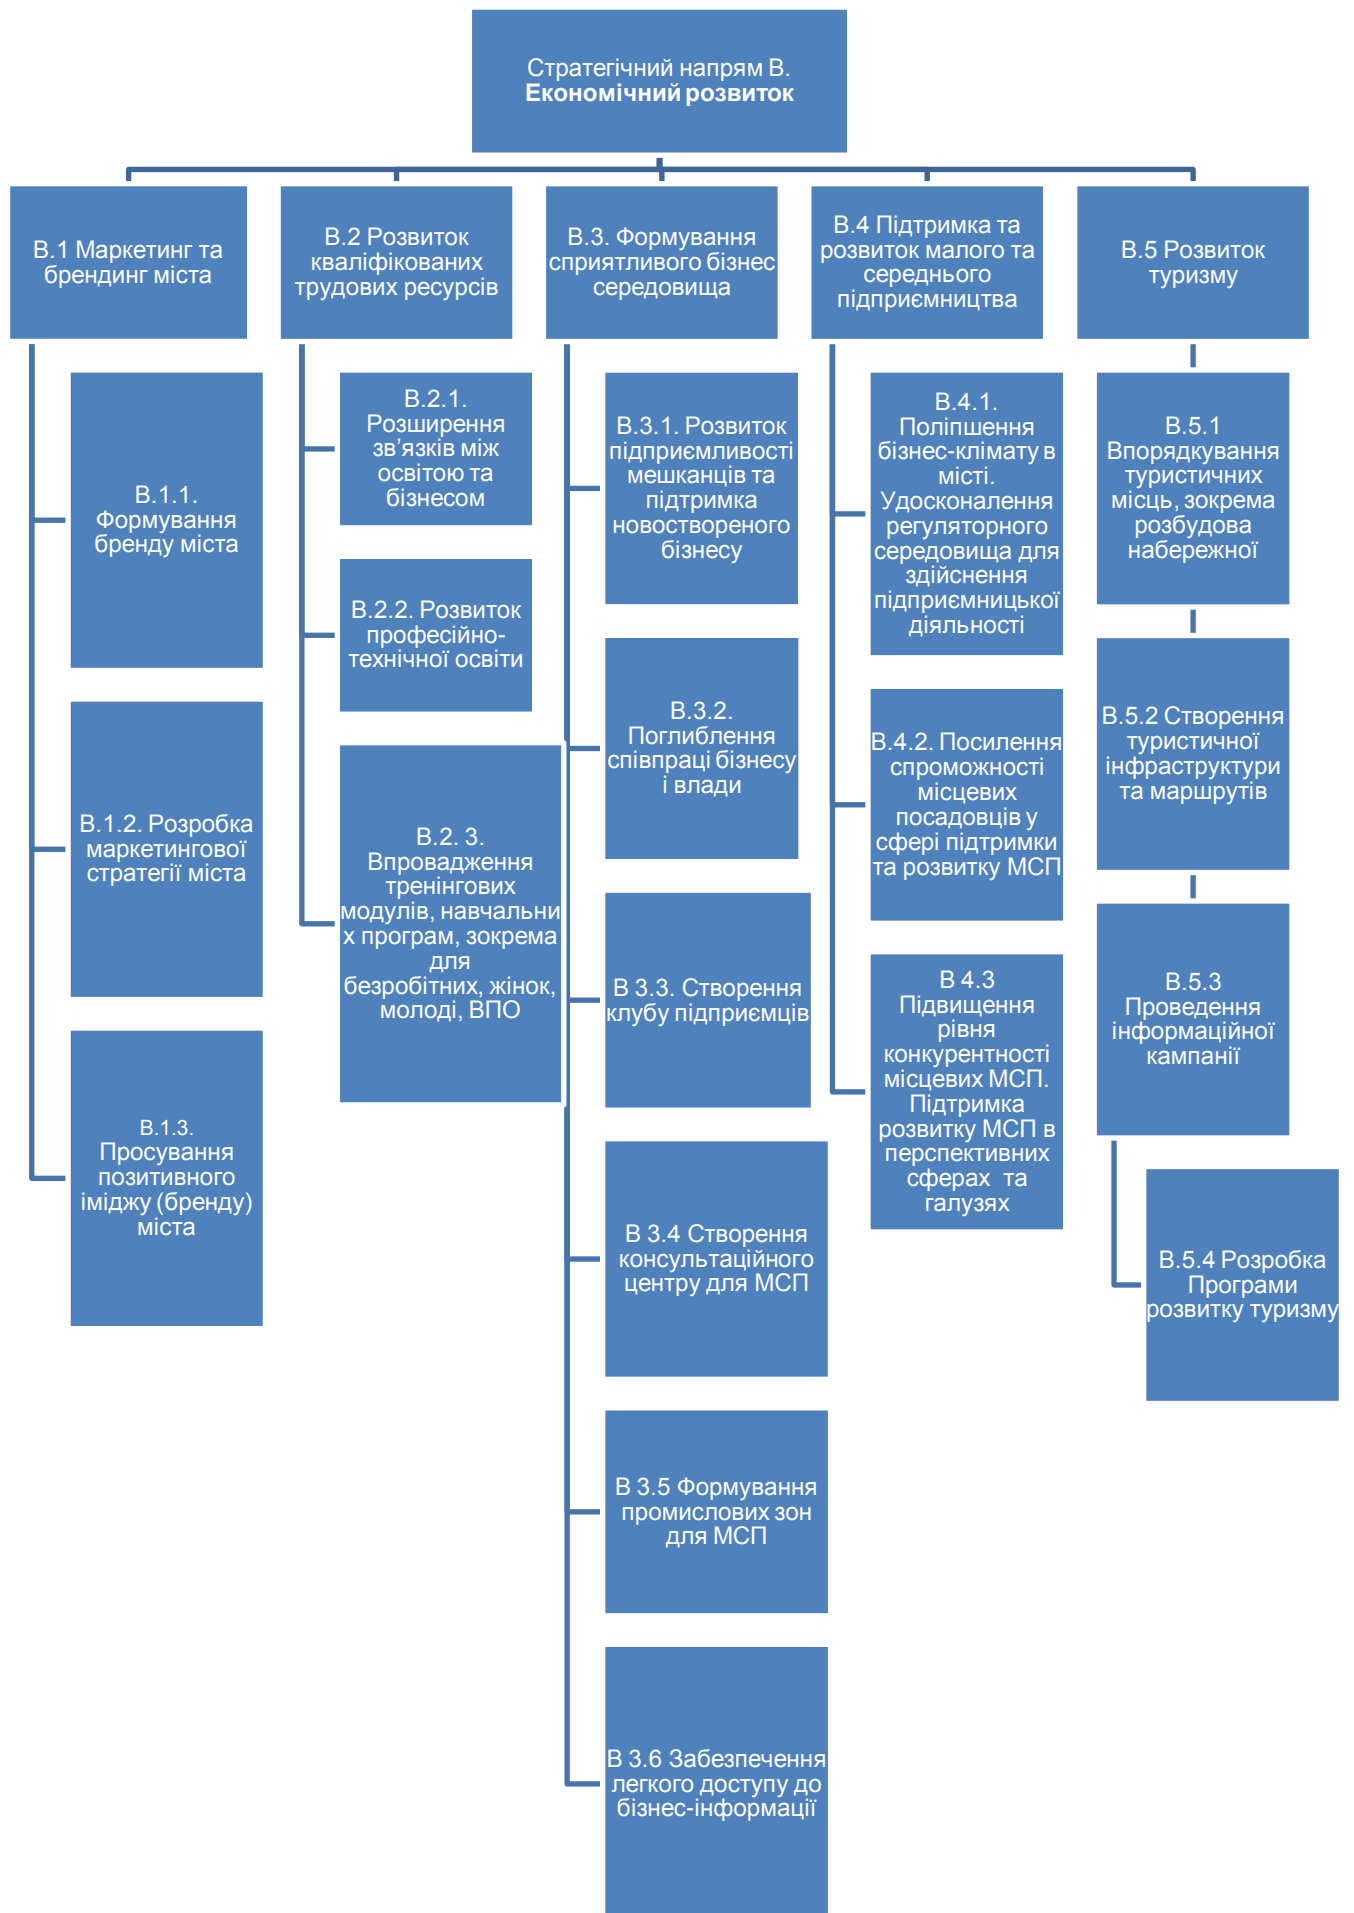 Стратегічний напрям В.
Економічний розвиток
В.1 Маркетинг та
брендинг міста
В.1.1.
Формування
бренду міста
В.1.2. Розробка
маркетингової
стратегії міста
В.1.3.
Просування
позитивного
іміджу (бренду)
міста
В.2 Розвиток
кваліфікованих
трудових ресурсів
В.2.1.
Розширення
зв’язків між
освітою та
бізнесом
В.2.2. Розвиток
професійно-
технічної освіти
В.2. 3.
Впровадження
тренінгових
модулів, навчальни
х програм, зокрема
для
безробітних, жінок,
молоді, ВПО
В.3. Формування
сприятливого бізнес
середовища
В.3.1. Розвиток
підприємливості
мешканців та
підтримка
новоствореного
бізнесу
В.3.2.
Поглиблення
співпраці бізнесу
і влади
В 3.3. Створення
клубу підприємців
В 3.4 Створення
консультаційного
центру для МСП
В 3.5 Формування
промислових зон
для МСП
В 3.6 Забезпечення
легкого доступу до
бізнес-інформації
В.4 Підтримка та
розвиток малого та
середнього
підприємництва
В.4.1.
Поліпшення
бізнес-клімату в
місті.
Удосконалення
регуляторного
середовища для
здійснення
підприємницької
діяльності
В.4.2. Посилення
спроможності
місцевих
посадовців у
сфері підтримки
та розвитку МСП
В 4.3
Підвищення
рівня
конкурентності
місцевих МСП.
Підтримка
розвитку МСП в
перспективних
сферах та
галузях
В.5 Розвиток
туризму
В.5.1
Впорядкування
туристичних
місць, зокрема
розбудова
набережної
В.5.2 Створення
туристичної
інфраструктури
та маршрутів
В.5.3
Проведення
інформаційної
кампанії
В.5.4 Розробка
Програми
розвитку туризму